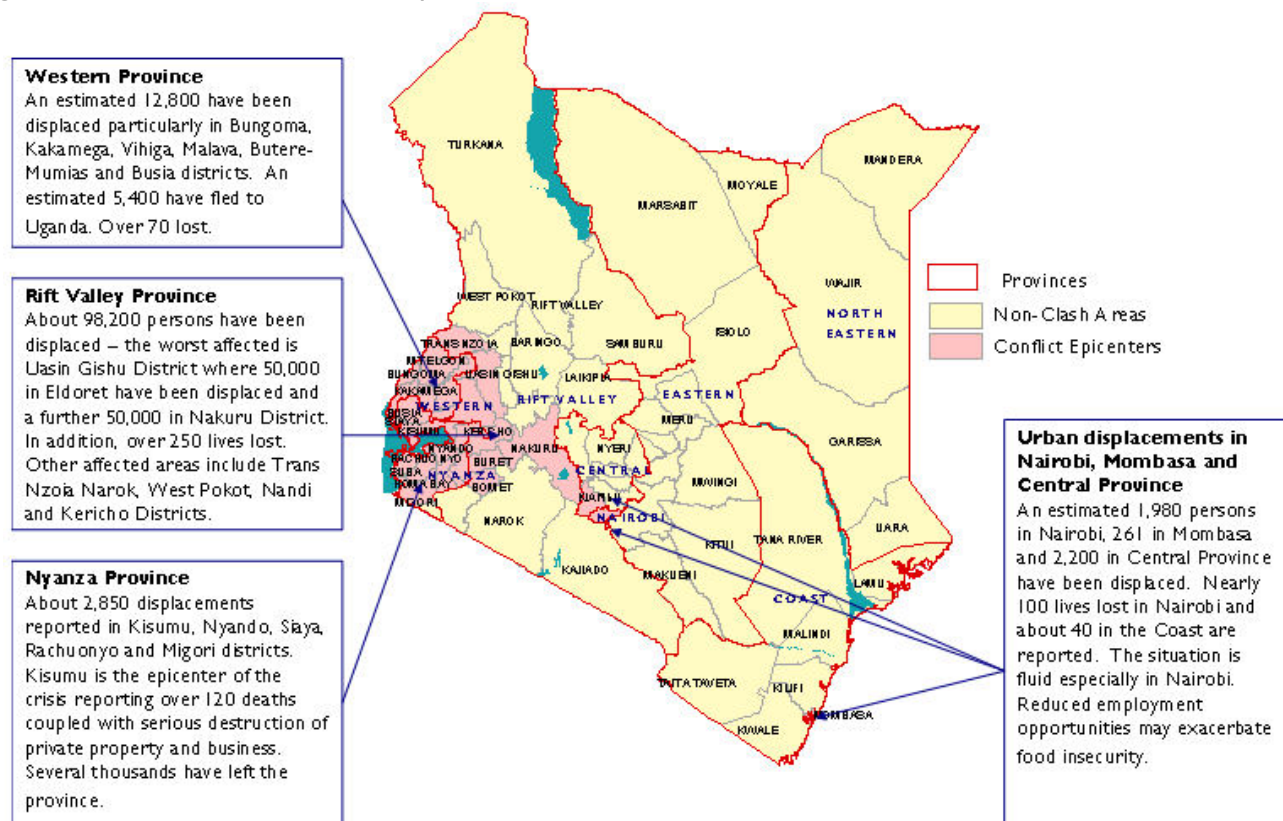 Western Province
An estimated 12,800 have been
displaced particularly in Bungoma,
Kakamega, Vihiga, Malava, Butere-
Mumias and Busia districts. An
estimated 5,400 have fled to
Uganda. Over 70 lost.
Rift Valley Province
About 98,200 persons have been
displaced – the worst affected is
Uasin Gishu District where 50,000
in Eldoret have been displaced and
a further 50,000 in Nakuru District.
In addition, over 250 lives lost.
Other affected areas include Trans
Nzoia Narok, West Pokot, Nandi
and Kericho Districts.
Nyanza Province
About 2,850 displacements
reported in Kisumu, Nyando, Siaya,
Rachuonyo and Migori districts.
Kisumu is the epicenter of the
crisis reporting over 120 deaths
coupled with serious destruction of
private property and business.
Several thousands have left the
province.
TURKANA
MANDERA
MOYALE
MARSABIT
WAJIR
NORTH
EASTERN
WEST POKOT
RIFT VALLEY
ISIOLO
SAMBURU
TRANS NZOIA
BARINGO
MT ELGON
BUNGOMA
UASIN GISHU
LAIKIPIA
KAKAMEGA
WESTERN
RIFT VALLEY
EASTERN
BUSIA
SIAYA
MERU
KISUMU
KERICHO
GARISSA
NYANDO
NAKURU
NYERI
RACHUONYO
BURET
CENTRAL
SUBA
NYANZA
MWINGI
HOMA BAY
BOMET
KIAMBU
MIGORI
NAROK
NAIROBI
IJARA
KITUI
TANA RIVER
KAJIADO
MAKUENI
LAMU
COAST
MALINDI
TAITA TAVETA
KILIFI
MOMBASA
KWALE
Provinces
Non-Clash Areas
Conflict Epicenters
Urban displacements in
Nairobi, Mombasa and
Central Province
An estimated 1,980 persons
in Nairobi, 261 in Mombasa
and 2,200 in Central Province
have been displaced. Nearly
100 lives lost in Nairobi and
about 40 in the Coast are
reported. The situation is
fluid especially in Nairobi.
Reduced employment
opportunities may exacerbate
food insecurity.